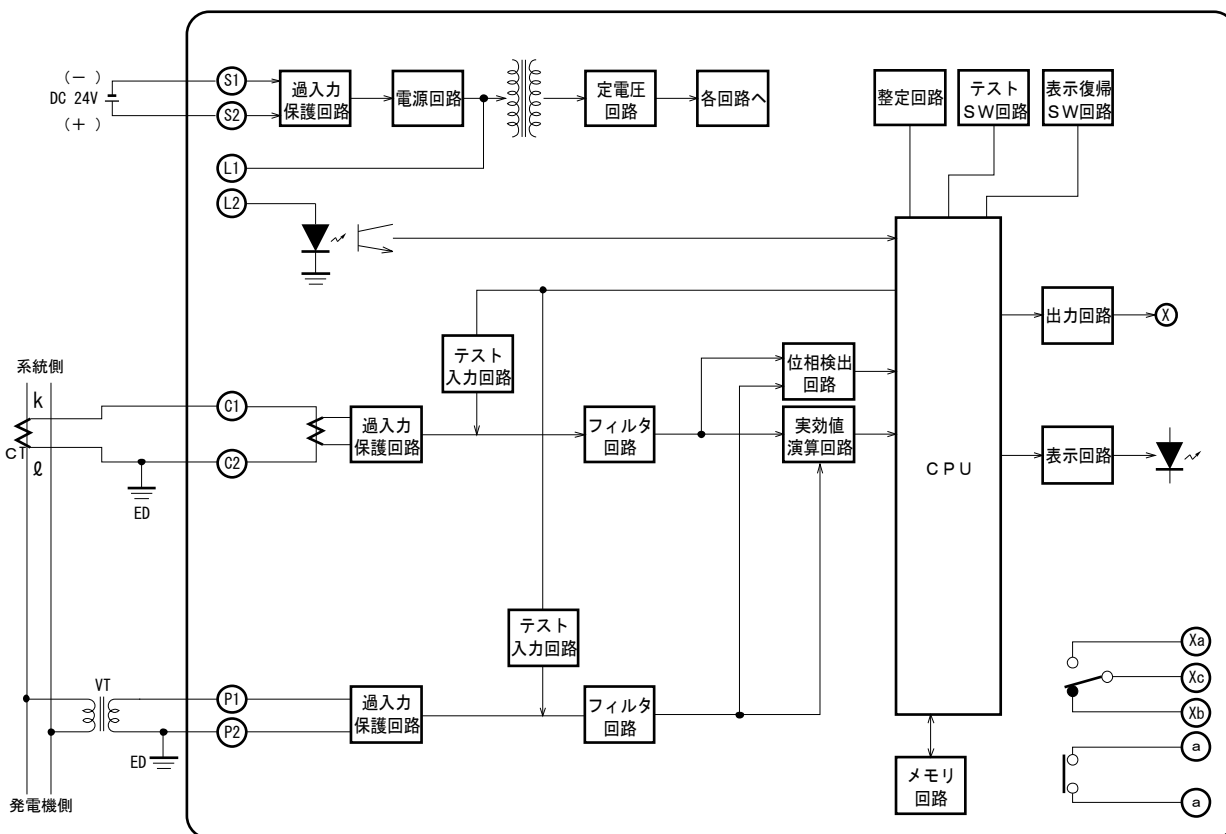 (－)
DC 24V
(＋)
S1
S2
L1
L2
過入力
保護回路
電源回路
定電圧
回路
各回路へ
整定回路
テスト
ＳＷ回路
表示復帰
ＳＷ回路
テスト
入力回路
位相検出
回路
出力回路
X
系統側
k
CT
ℓ
C1
C2
ED
過入力
保護回路
フィルタ
回路
実効値
演算回路
ＣＰＵ
表示回路
テスト
入力回路
VT
P1
P2
ED
過入力
保護回路
フィルタ
回路
発電機側
メモリ
回路
Xa
Xc
Xb
a
a